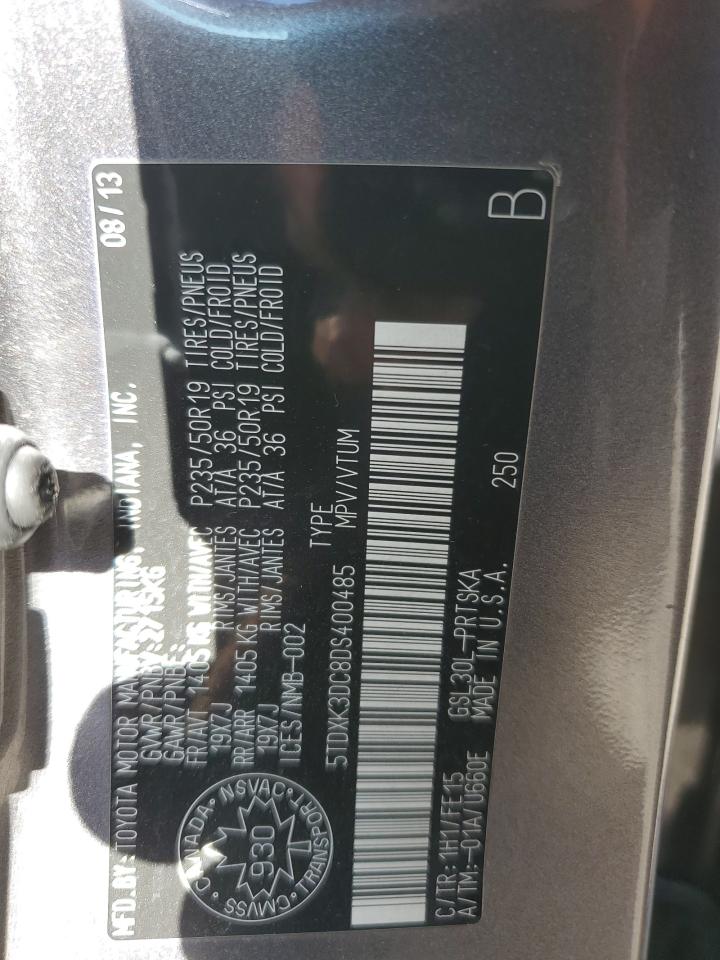 MFD.BY:TOYOTA MOTOR MANUFACTURING, INDIANA, INC. 08/13
GVWR/PNBV:2715KG
GAWR/PNBE:
FR/AVT 1405 KG WITH/AVEC P235/50R19 TIRES/PNEUS
19X7J RIMS/JANTES AT/A 36 PSI COLD/FROID
RR/ARR 1405 KG WITH/AVEC P235/50R19 TIRES/PNEUS
19X7J RIMS/JANTES AT/A 36 PSI COLD/FROID
ICES/NMB-002
CANADA NSVAC
930
CMVSS TRANSPORT
5TDXK3DC8DS400485 TYPE MPV/VTUM
C/TR: 1H1/FE15 GSL30L-PRTSKA 250
A/TM:-01A/U660E MADE IN U.S.A.
B